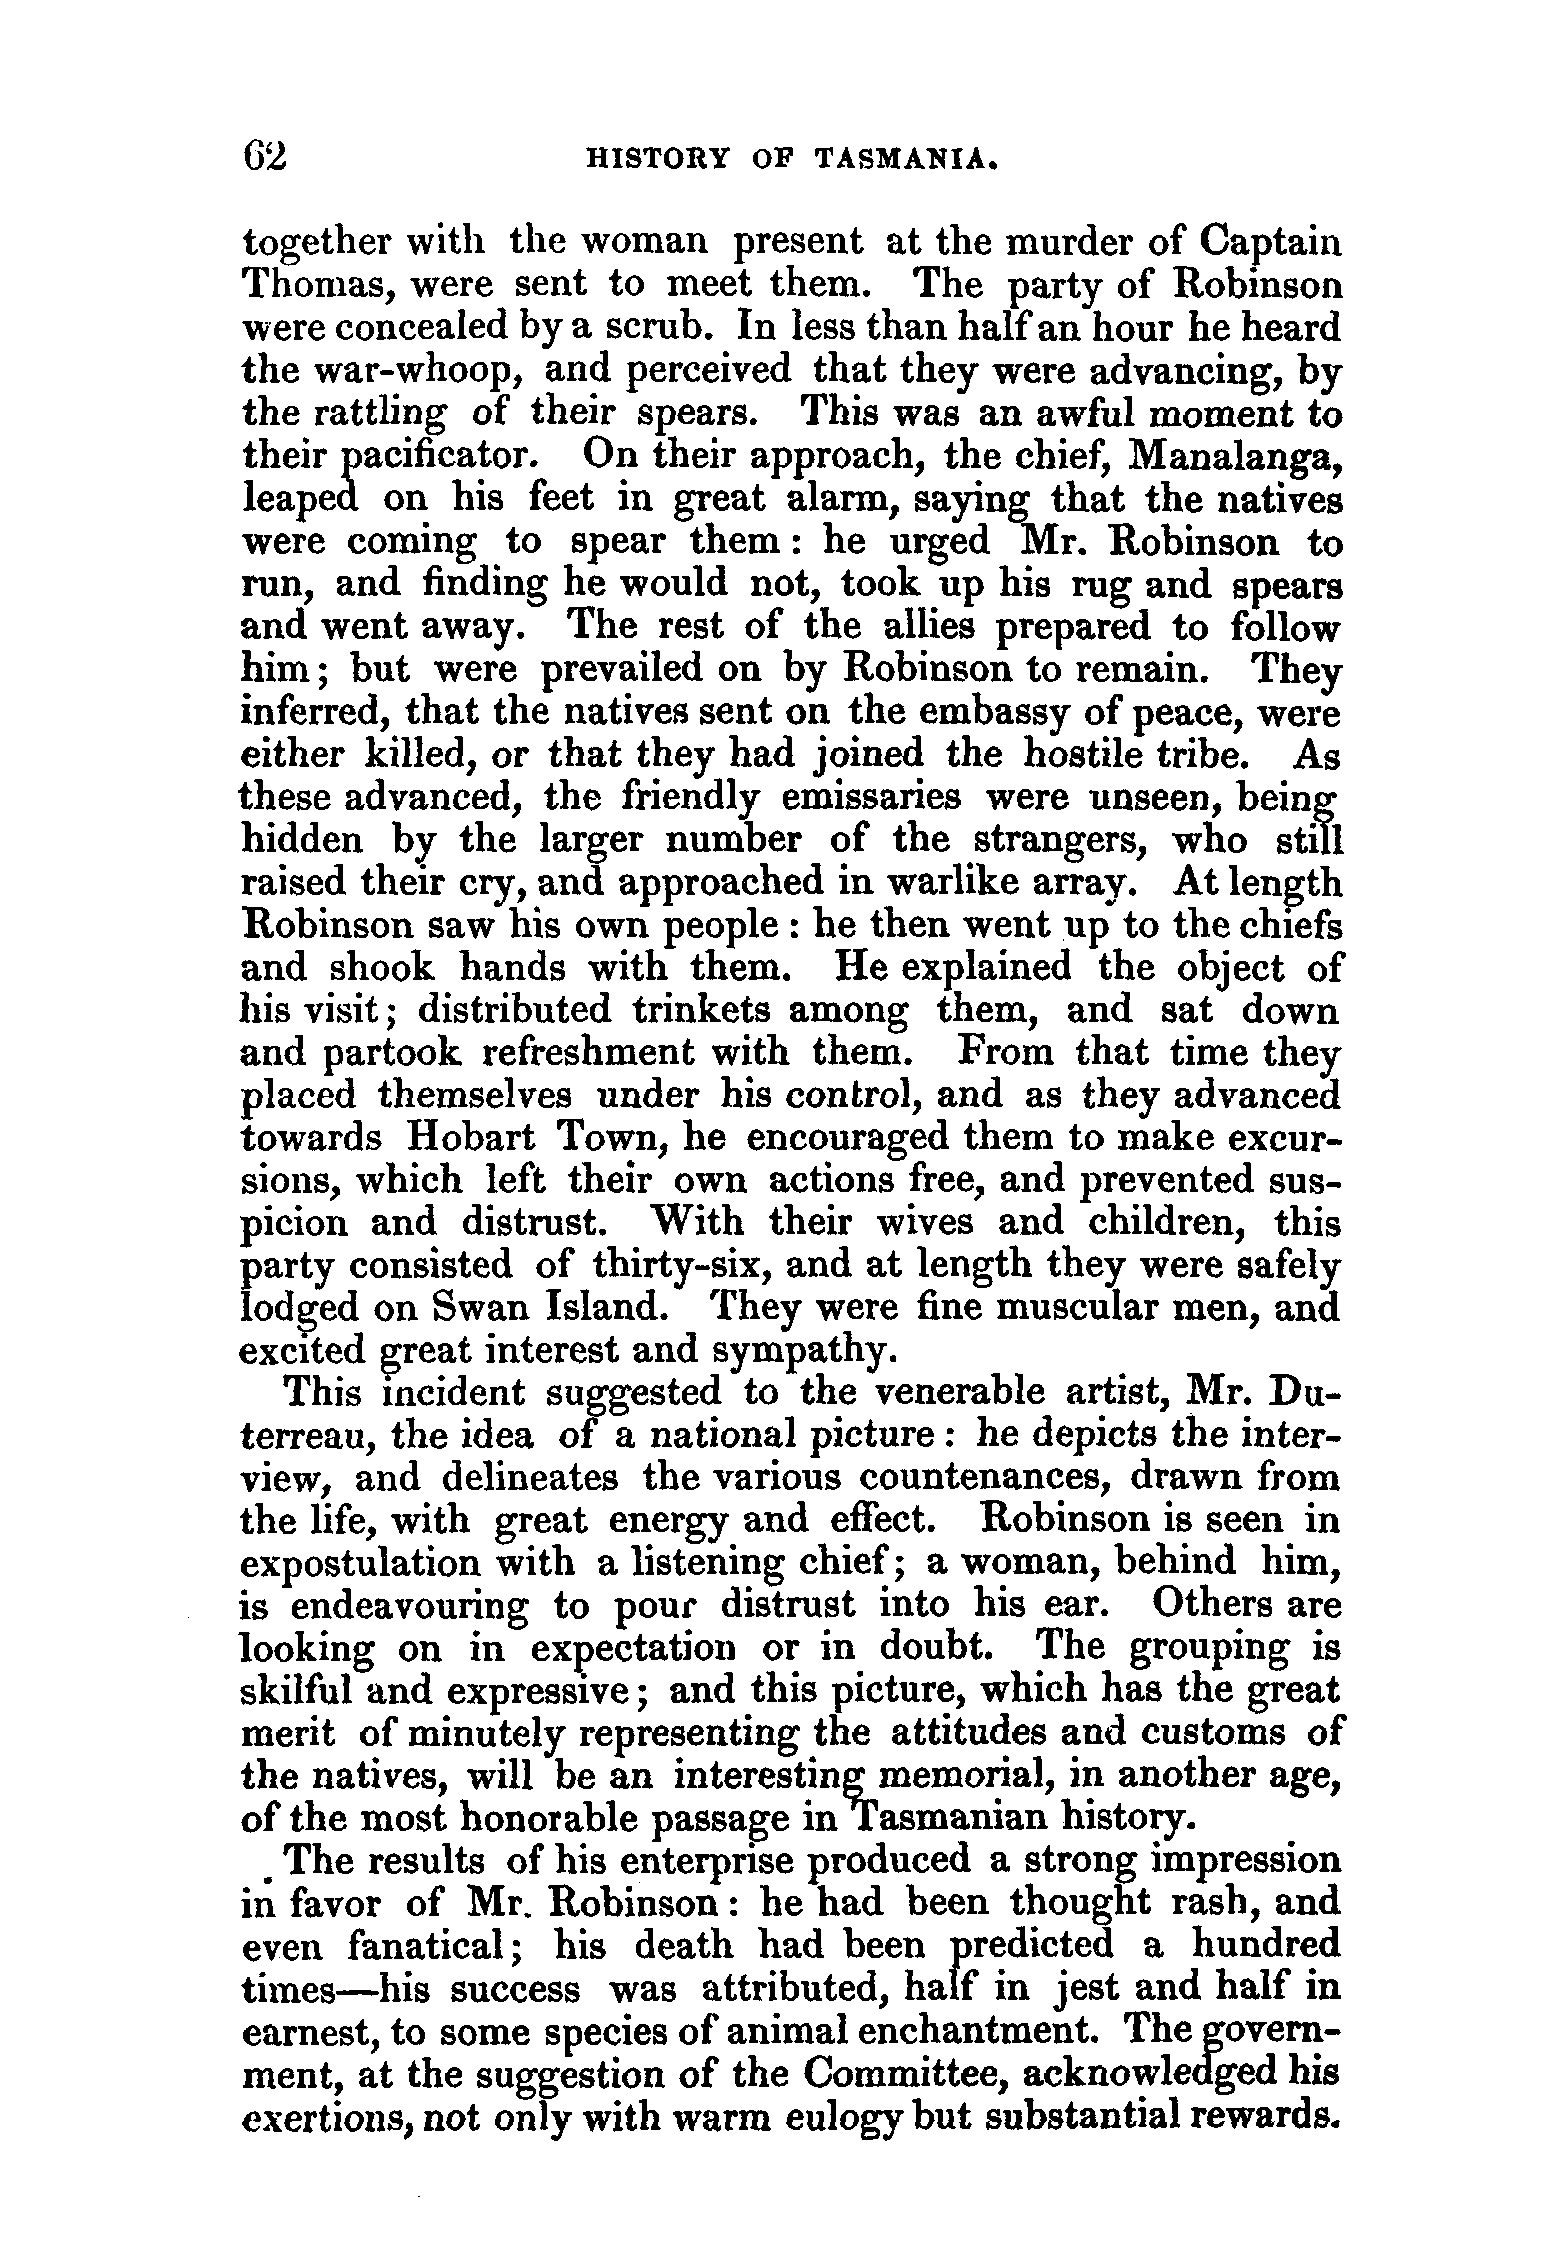 62 HISTORY OF TASMANIA.
together with the woman present at the murder of Captain
Thomas, were sent to meet them. The party of Robinson
were concealed by a scrub. In less than half an hour he heard
the war-whoop, and perceived that they were advancing, by
the rattling of their spears. This was an awful moment to
their pacificator. On their approach, the chief, Manalanga,
leaped on his feet in great alarm, saying that the natives
were coming to spear them: he urged Mr. Robinson to
run, and finding he would not, took up his rug and spears
and went away. The rest of the allies prepared to follow
him; but were prevailed on by Robinson to remain. They
inferred, that the natives sent on the embassy of peace, were
either killed, or that they had joined the hostile tribe. As
these advanced, the friendly emissaries were unseen, being
hidden by the larger number of the strangers, who still
raised their cry, and approached in warlike array. At length
Robinson saw his own people: he then went up to the chiefs
and shook hands with them. He explained the object of
his visit; distributed trinkets among them, and sat down
and partook refreshment with them. From that time they
placed themselves under his control, and as they advanced
towards Hobart Town, he encouraged them to make excur-
sions, which left their own actions free, and prevented sus-
picion and distrust. With their wives and children, this
party consisted of thirty-six, and at length they were safely
lodged on Swan Island. They were fine muscular men, and
excited great interest and sympathy.
This incident suggested to the venerable artist, Mr. Du-
terreau, the idea of a national picture: he depicts the inter-
view, and delineates the various countenances, drawn from
the life, with great energy and effect. Robinson is seen in
expostulation with a listening chief; a woman, behind him,
is endeavouring to pour distrust into his ear. Others are
looking on in expectation or in doubt. The grouping is
skilful and expressive; and this picture, which has the great
merit of minutely representing the attitudes and customs of
the natives, will be an interesting memorial, in another age,
of the most honorable passage in Tasmanian history.
The results of his enterprise produced a strong impression
in favor of Mr. Robinson: he had been thought rash, and
even fanatical; his death had been predicted a hundred
times—his success was attributed, half in jest and half in
earnest, to some species of animal enchantment. The govern-
ment, at the suggestion of the Committee, acknowledged his
exertions, not only with warm eulogy but substantial rewards.